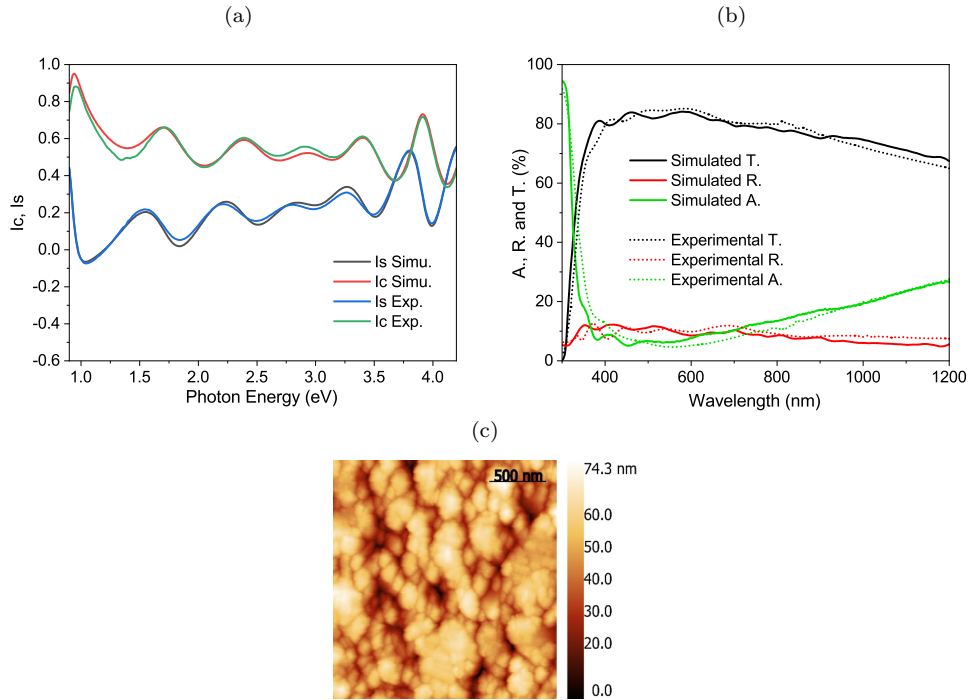 (a)
1.0
0.8
0.6
0.4
0.2
0.0
-0.2
-0.4
-0.6
Ic, Is
Is Simu.
Ic Simu.
Is Exp.
Ic Exp.
1.0 1.5 2.0 2.5 3.0 3.5 4.0
Photon Energy (eV)
(b)
100
80
60
40
20
0
A., R. and T. (%)
Simulated T.
Simulated R.
Simulated A.
Experimental T.
Experimental R.
Experimental A.
400 600 800 1000 1200
Wavelength (nm)
(c)
500 nm
74.3 nm
60.0
50.0
40.0
30.0
20.0
0.0